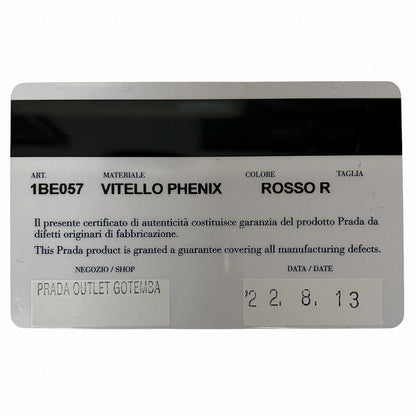 ART. MATERIALE COLORE TAGLIA
1BE057 VITELLO PHENIX ROSSO R
Il presente certificato di autenticità costituisce garanzia del prodotto Prada da
difetti originari di fabbricazione.
This Prada product is granted a guarantee covering all manufacturing defects.
NEGOZIO / SHOP DATA / DATE
PRADA OUTLET GOTEMBA '22.8.13